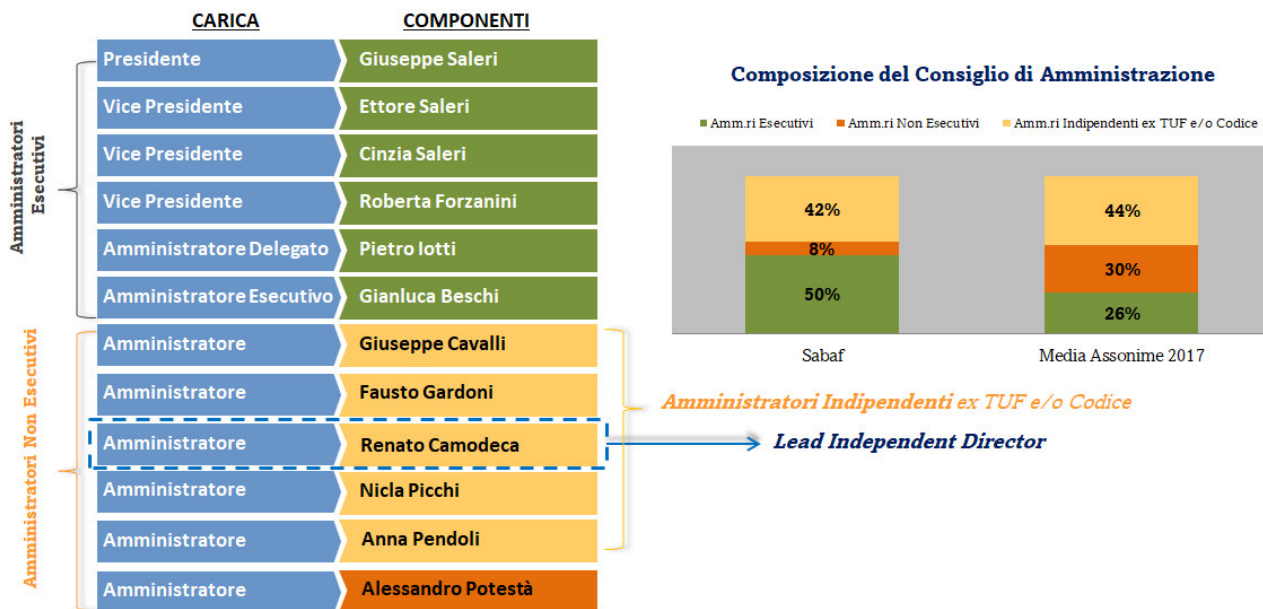 CARICA COMPONENTI
Amministratori
Esecutivi
Presidente Giuseppe Saleri
Vice Presidente Ettore Saleri
Vice Presidente Cinzia Saleri
Vice Presidente Roberta Forzanini
Amministratore Delegato Pietro Iotti
Amministratore Esecutivo Gianluca Beschi
Amministratori Non Esecutivi
Amministratore Giuseppe Cavalli
Amministratore Fausto Gardoni
Amministratore Renato Camodeca
Amministratore Nicla Picchi
Amministratore Anna Pendoli
Amministratore Alessandro Potestà
Composizione del Consiglio di Amministrazione
Amm.ri Esecutivi Amm.ri Non Esecutivi Amm.ri Indipendenti ex TUF e/o Codice
42% 44%
8% 30%
50% 26%
Sabaf Media Assonime 2017
Amministratori Indipendenti ex TUF e/o Codice
Lead Independent Director